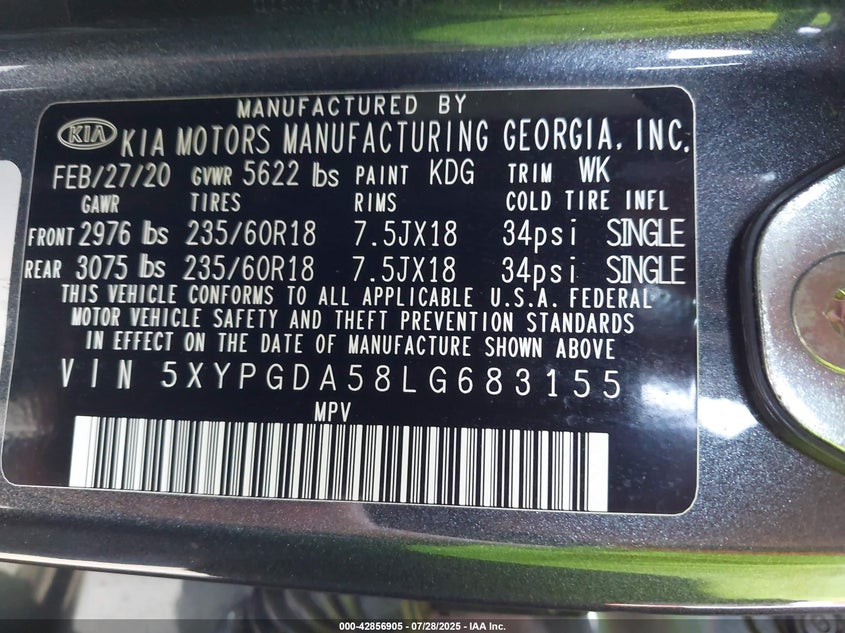 MANUFACTURED BY
KIA KIA MOTORS MANUFACTURING GEORGIA, INC.
FEB/27/20 GVWR 5622 lbs PAINT KDG TRIM WK
GAWR TIRES RIMS COLD TIRE INFL
FRONT 2976 lbs 235/60R18 7.5JX18 34psi SINGLE
REAR 3075 lbs 235/60R18 7.5JX18 34psi SINGLE
THIS VEHICLE CONFORMS TO ALL APPLICABLE U.S.A. FEDERAL
MOTOR VEHICLE SAFETY AND THEFT PREVENTION STANDARDS
IN EFFECT ON THE DATE OF MANUFACTURE SHOWN ABOVE
VIN 5XYPGDA58LG683155
MPV
000-42856905 - 07/28/2025 - IAA Inc.